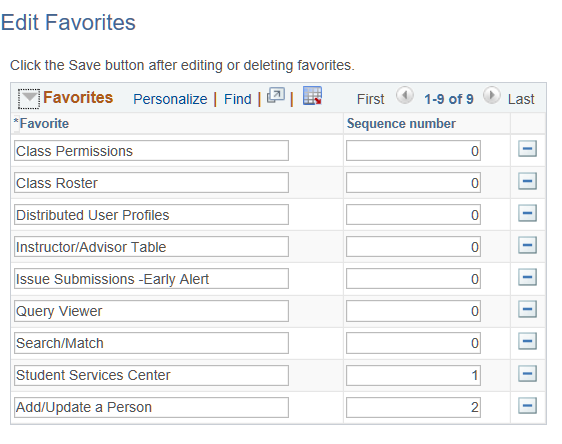 Edit Favorites
Click the Save button after editing or deleting favorites.
Favorites Personalize | Find | | First 1-9 of 9 Last
*Favorite Sequence number
Class Permissions 0
Class Roster 0
Distributed User Profiles 0
Instructor/Advisor Table 0
Issue Submissions -Early Alert 0
Query Viewer 0
Search/Match 0
Student Services Center 1
Add/Update a Person 2